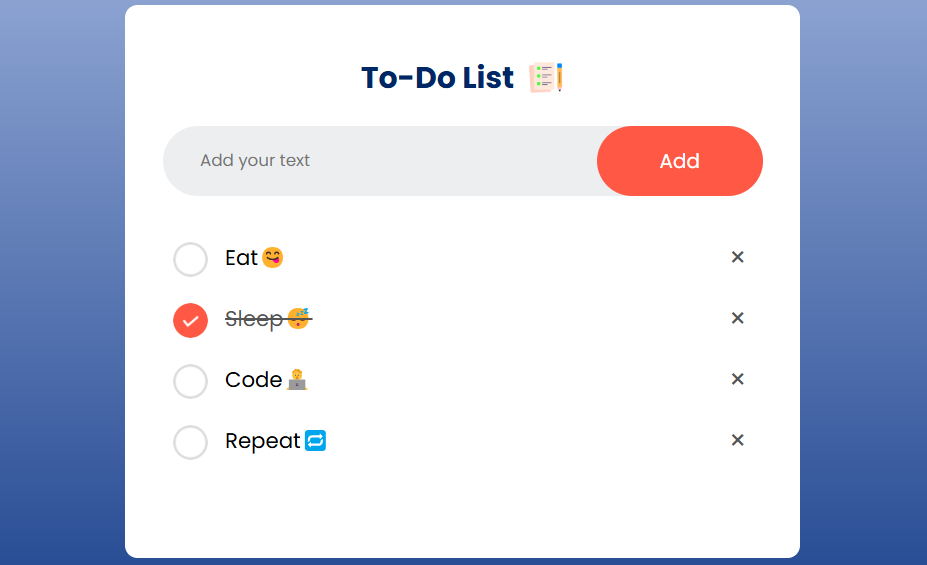 To-Do List
Add your text
Add
Eat😋
×
Sleep😴
×
Code🧑‍💻
×
Repeat🔁
×